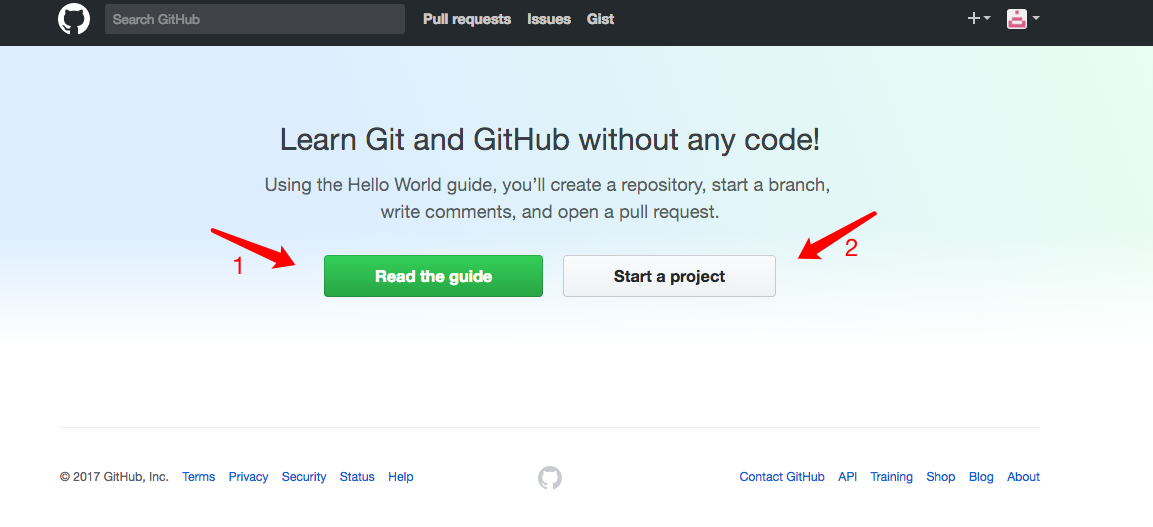 Search GitHub Pull requests Issues Gist
Learn Git and GitHub without any code!
Using the Hello World guide, you’ll create a repository, start a branch,
write comments, and open a pull request.
1
2
Read the guide Start a project
© 2017 GitHub, Inc. Terms Privacy Security Status Help Contact GitHub API Training Shop Blog About